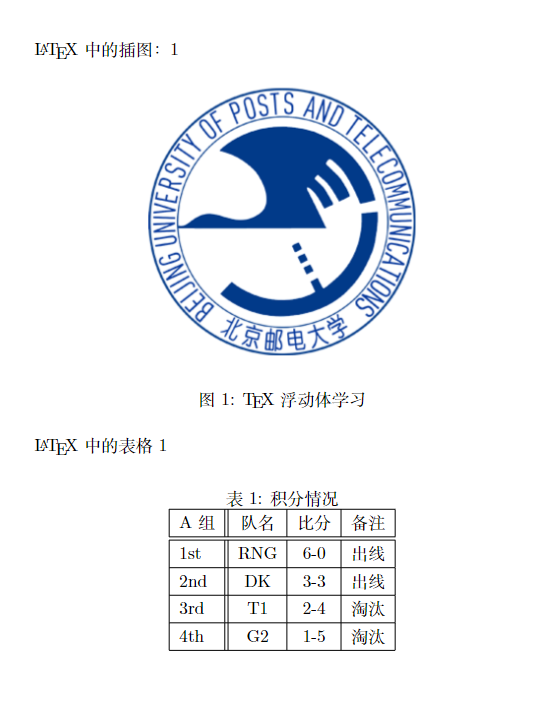 LATEX 中的插图：1
BEIJING UNIVERSITY OF POSTS AND TELECOMMUNICATIONS
北京邮电大学
图 1: TEX 浮动体学习
LATEX 中的表格 1
表 1: 积分情况
A 组 队名 比分 备注
1st RNG 6-0 出线
2nd DK 3-3 出线
3rd T1 2-4 淘汰
4th G2 1-5 淘汰